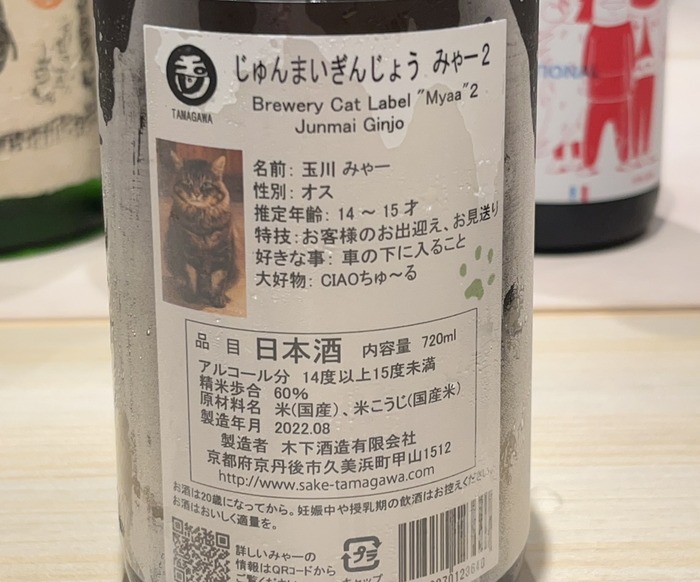 じゅんまいぎんじょう みゃー2
Brewery Cat Label "Myaa"2
Junmai Ginjo
TAMAGAWA
名前：玉川 みゃー
性別：オス
推定年齢：14 ～ 15 才
特技：お客様のお出迎え、お見送り
好きな事：車の下に入ること
大好物：CIAOちゅ～る
品 目 日本酒 内容量 720ml
アルコール分 14度以上15度未満
精米歩合 60%
原材料名 米(国産)、米こうじ(国産米)
製造年月 2022.08
製造者 木下酒造有限会社
京都府京丹後市久美浜町甲山1512
http://www.sake-tamagawa.com
お酒は20歳になってから。妊娠中や授乳期の飲酒はお控えください。
お酒はおいしく適量を。
詳しいみゃーの
情報はQRコードから
ご覧ください
プラ
キャップ
IONAL